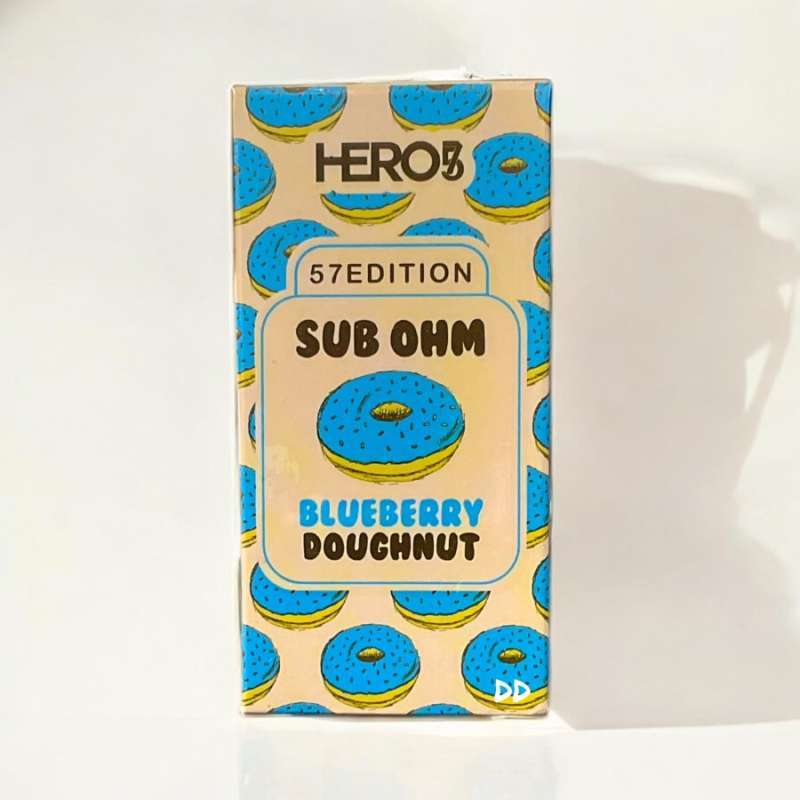 HERO57
57EDITION
SUB OHM
BLUEBERRY
DOUGHNUT
DD